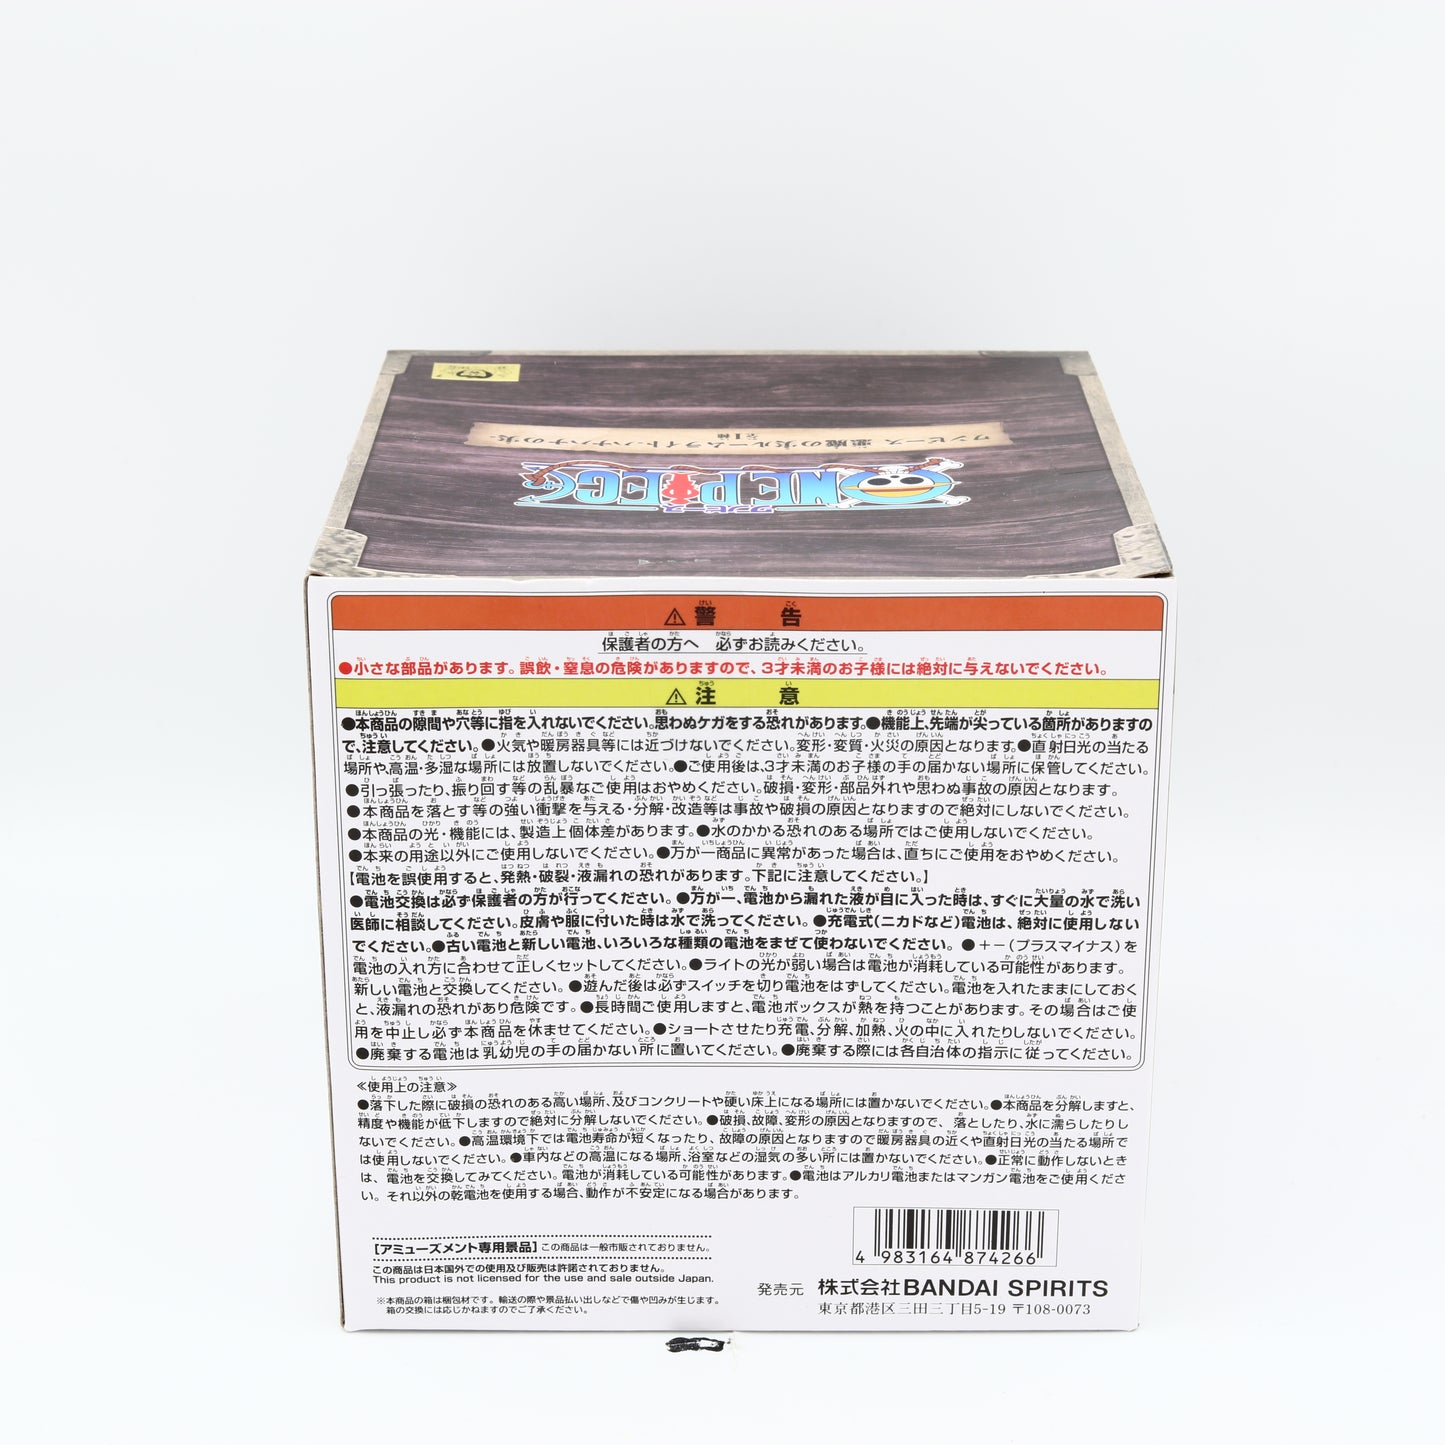 ワンピース 悪魔の実ルームライト-ハナハナの実-
全1種
ONE PIECE
ワンピース
⚠警告
保護者の方へ 必ずお読みください。
●小さな部品があります。誤飲・窒息の危険がありますので、3才未満のお子様には絶対に与えないでください。
⚠注意
●本商品の隙間や穴等に指を入れないでください。思わぬケガをする恐れがあります。●機能上、先端が尖っている箇所がありますの
で、注意してください。●火気や暖房器具等には近づけないでください。変形・変質・火災の原因となります。●直射日光の当たる
場所や、高温・多湿な場所には放置しないでください。●ご使用後は、3才未満のお子様の手の届かない場所に保管してください。
●引っ張ったり、振り回す等の乱暴なご使用はおやめください。破損・変形・部品外れや思わぬ事故の原因となります。
●本商品を落とす等の強い衝撃を与える・分解・改造等は事故や破損の原因となりますので絶対にしないでください。
●本商品の光・機能には、製造上個体差があります。●水のかかる恐れのある場所ではご使用しないでください。
●本来の用途以外にご使用しないでください。●万が一商品に異常があった場合は、直ちにご使用をおやめください。
【電池を誤使用すると、発熱・破裂・液漏れの恐れがあります。下記に注意してください。】
●電池交換は必ず保護者の方が行ってください。●万が一、電池から漏れた液が目に入った時は、すぐに大量の水で洗い
医師に相談してください。皮膚や服に付いた時は水で洗ってください。●充電式(ニカドなど)電池は、絶対に使用しない
でください。●古い電池と新しい電池、いろいろな種類の電池をまぜて使わないでください。●＋－(プラスマイナス)を
電池の入れ方に合わせて正しくセットしてください。●ライトの光が弱い場合は電池が消耗している可能性があります。
新しい電池と交換してください。●遊んだ後は必ずスイッチを切り電池をはずしてください。電池を入れたままにしておく
と、液漏れの恐れがあり危険です。●長時間ご使用しますと、電池ボックスが熱を持つことがあります。その場合はご使
用を中止し必ず本商品を休ませてください。●ショートさせたり充電、分解、加熱、火の中に入れたりしないでください。
●廃棄する電池は乳幼児の手の届かない所に置いてください。●廃棄する際には各自治体の指示に従ってください。
≪使用上の注意≫
●落下した際に破損の恐れのある高い場所、及びコンクリートや硬い床上になる場所には置かないでください。●本商品を分解しますと、
精度や機能が低下しますので絶対に分解しないでください。●破損、故障、変形の原因となりますので、落としたり、水に濡らしたりし
ないでください。●高温環境下では電池寿命が短くなったり、故障の原因となりますので暖房器具の近くや直射日光の当たる場所で
は使用しないでください。●車内などの高温になる場所、浴室などの湿気の多い所には置かないでください。●正常に動作しないとき
は、電池を交換してみてください。電池が消耗している可能性があります。●電池はアルカリ電池またはマンガン電池をご使用くださ
い。それ以外の乾電池を使用する場合、動作が不安定になる場合があります。
【アミューズメント専用景品】この商品は一般市販されておりません。
この商品は日本国外での使用及び販売は許諾されておりません。
This product is not licensed for the use and sale outside Japan.
※本商品の箱は梱包材です。輸送の際や景品払い出しなどで傷や凹みが生じます。
箱の交換には応じかねますのでご了承ください。
4 983164 874266
発売元 株式会社BANDAI SPIRITS
東京都港区三田三丁目5-19 〒108-0073